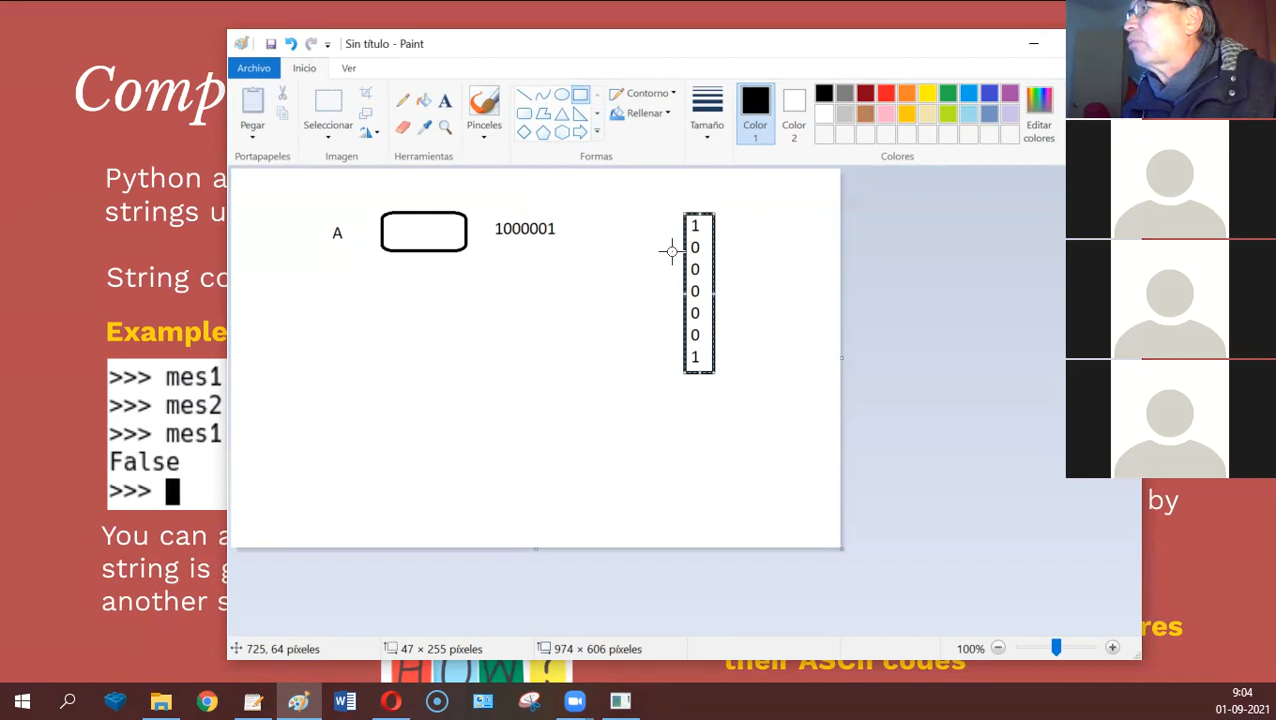 Comp
Python a
strings u
String co
Example
>>> mes1
>>> mes2
>>> mes1
False
>>>
You can a
string is g
another s
Sin título - Paint
Archivo
Inicio
Ver
Pegar
Seleccionar
Pinceles
Contorno
Rellenar
Tamaño
Color
1
Color
2
Editar
colores
Portapapeles
Imagen
Herramientas
Formas
Colores
A
1000001
1
0
0
0
0
0
1
725, 64 píxeles
47 × 255 píxeles
974 × 606 píxeles
100%
by
res
their ASCII codes
HOW?
9:04
01-09-2021